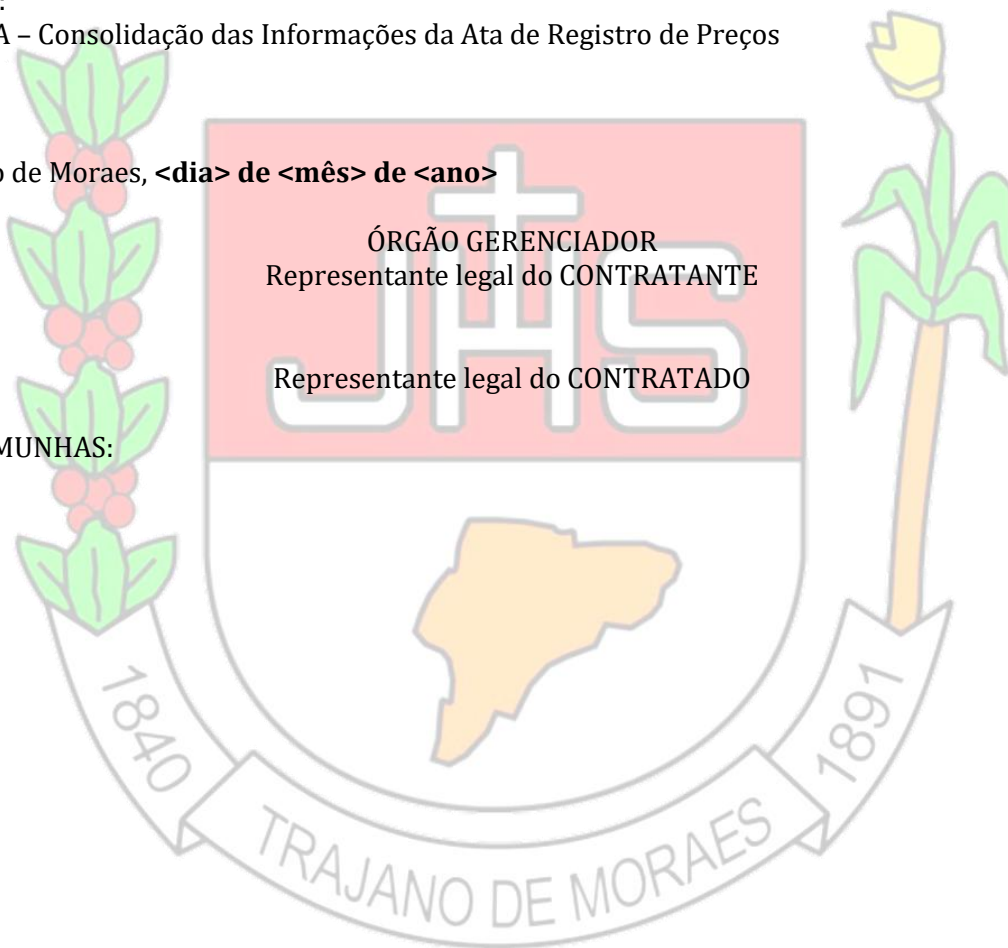 :
A – Consolidação das Informações da Ata de Registro de Preços
o de Moraes, <dia> de <mês> de <ano>
ÓRGÃO GERENCIADOR
Representante legal do CONTRATANTE
Representante legal do CONTRATADO
MUNHAS:
JHS
1840
TRAJANO DE MORAES
1891